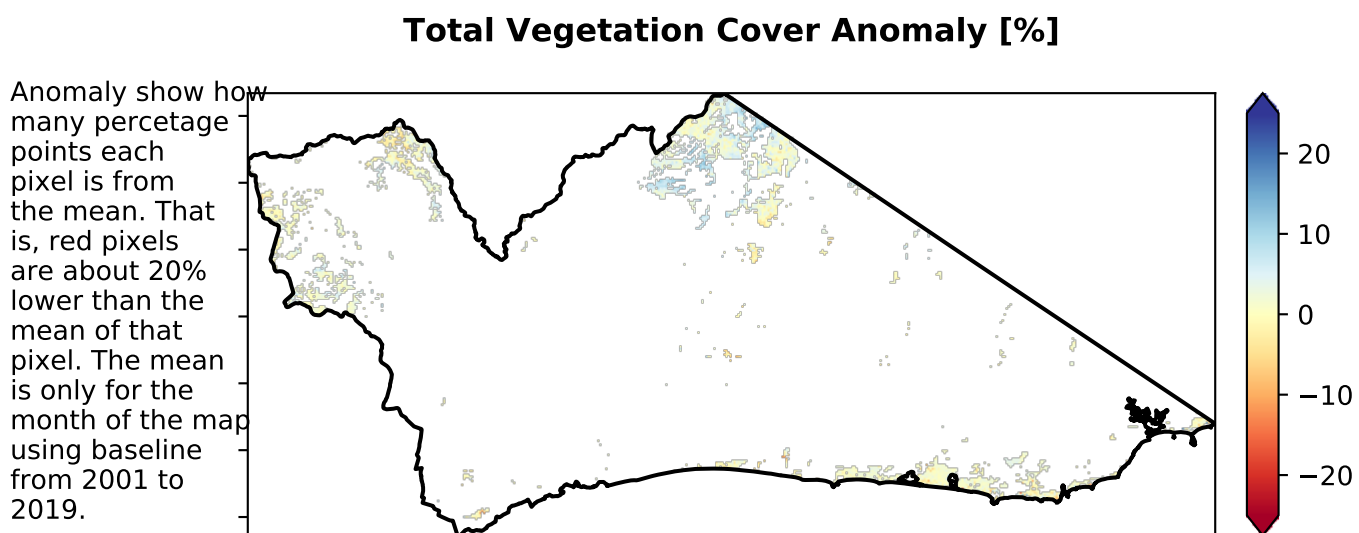 Total Vegetation Cover Anomaly [%]
Anomaly show how
many percetage
points each
pixel is from
the mean. That
is, red pixels
are about 20%
lower than the
mean of that
pixel. The mean
is only for the
month of the map
using baseline
from 2001 to
2019.
20
10
0
−10
−20